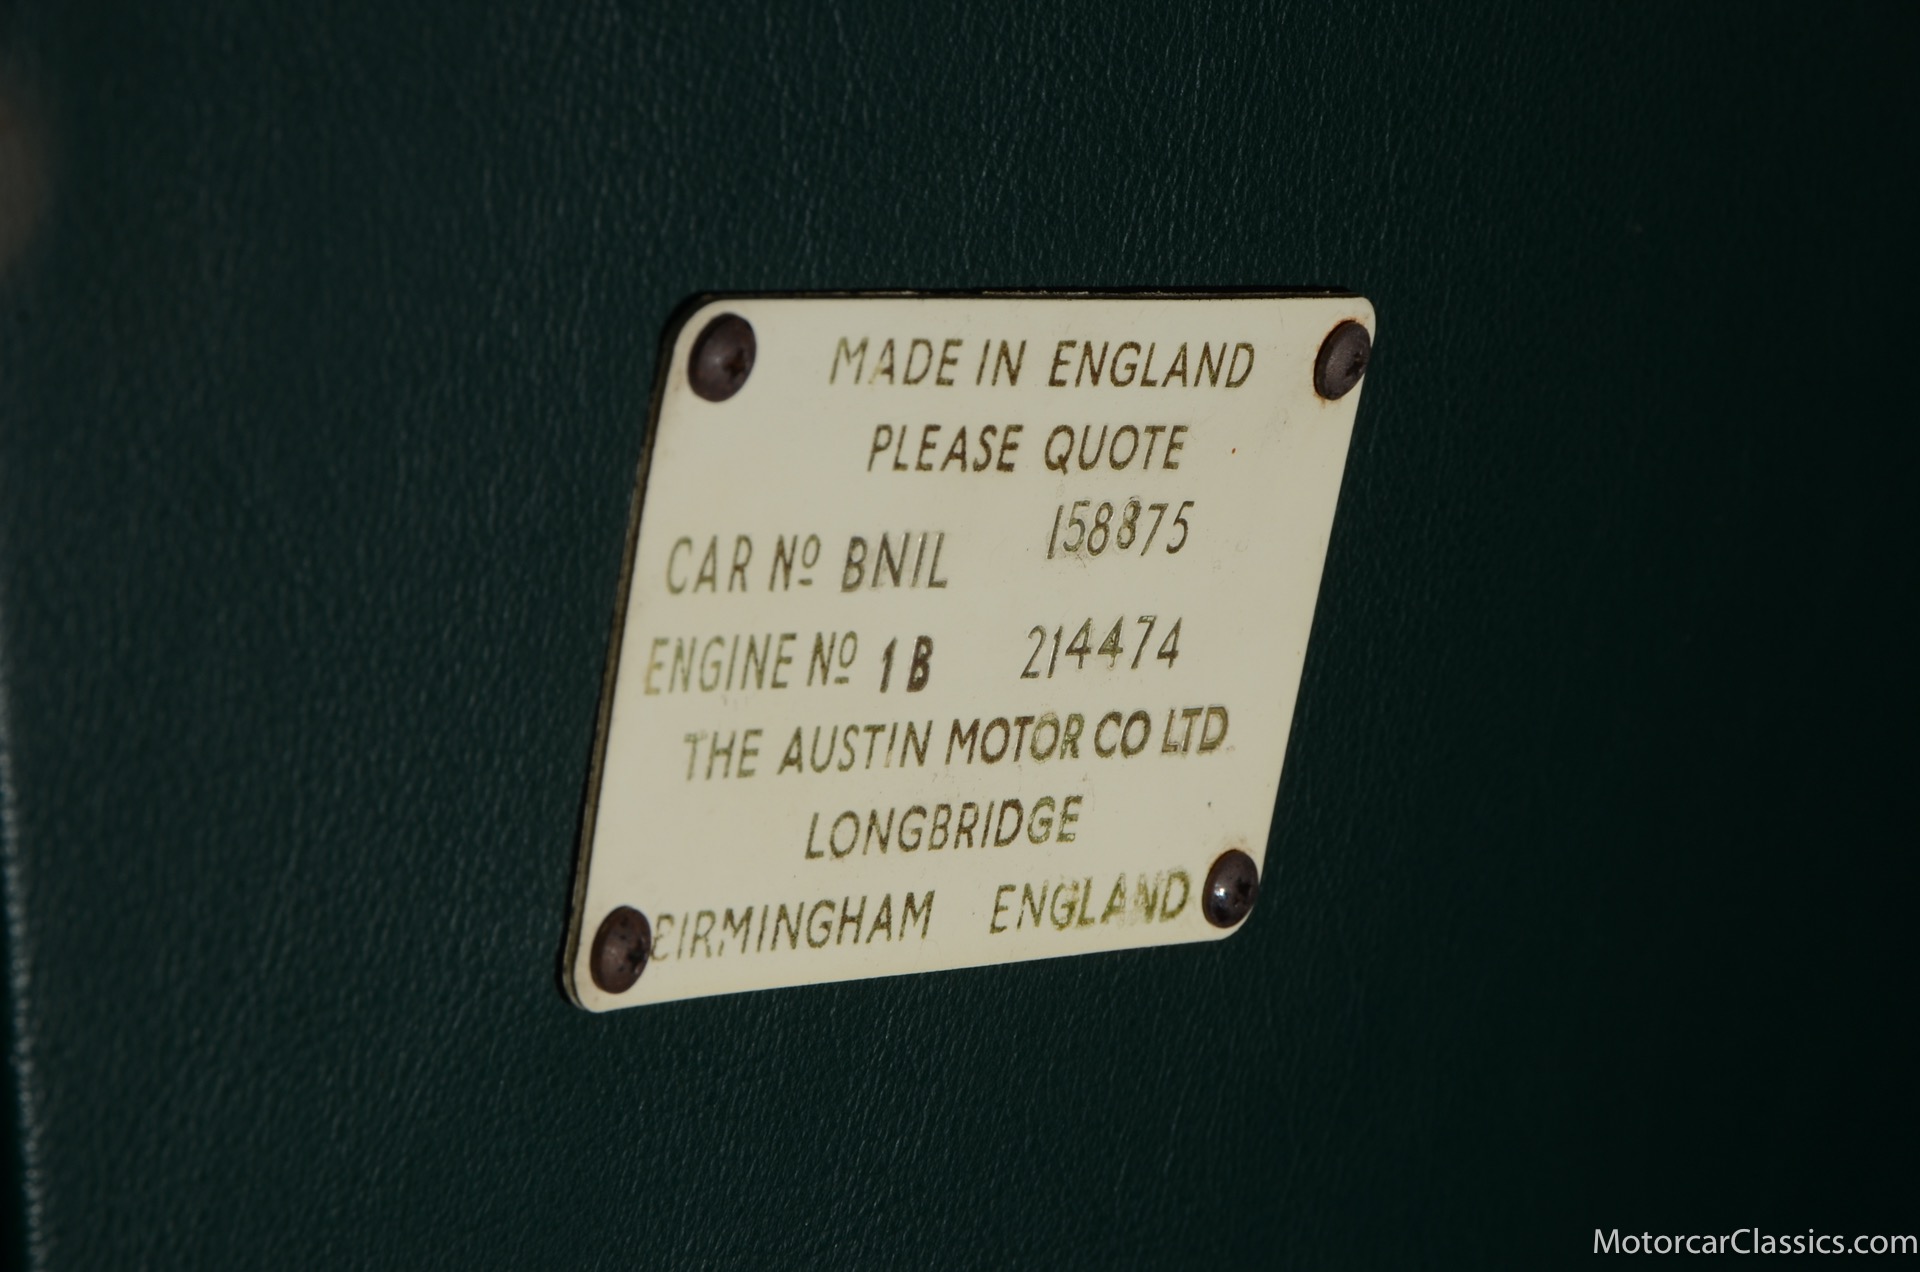 MADE IN ENGLAND
PLEASE QUOTE
CAR Nº BN1L 158875
ENGINE Nº 1B 214474
THE AUSTIN MOTOR CO LTD
LONGBRIDGE
BIRMINGHAM ENGLAND
MotorcarClassics.com